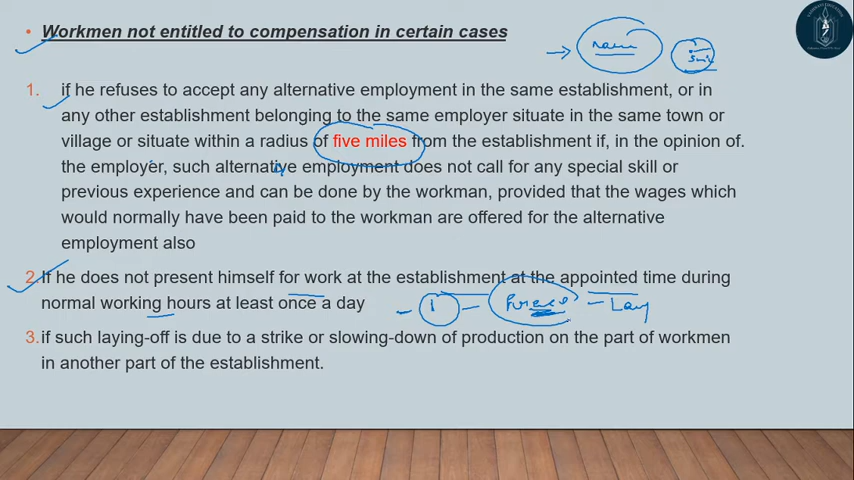 • Workmen not entitled to compensation in certain cases
1. if he refuses to accept any alternative employment in the same establishment, or in
any other establishment belonging to the same employer situate in the same town or
village or situate within a radius of five miles from the establishment if, in the opinion of.
the employer, such alternative employment does not call for any special skill or
previous experience and can be done by the workman, provided that the wages which
would normally have been paid to the workman are offered for the alternative
employment also
2. If he does not present himself for work at the establishment at the appointed time during
normal working hours at least once a day
3. if such laying-off is due to a strike or slowing-down of production on the part of workmen
in another part of the establishment.